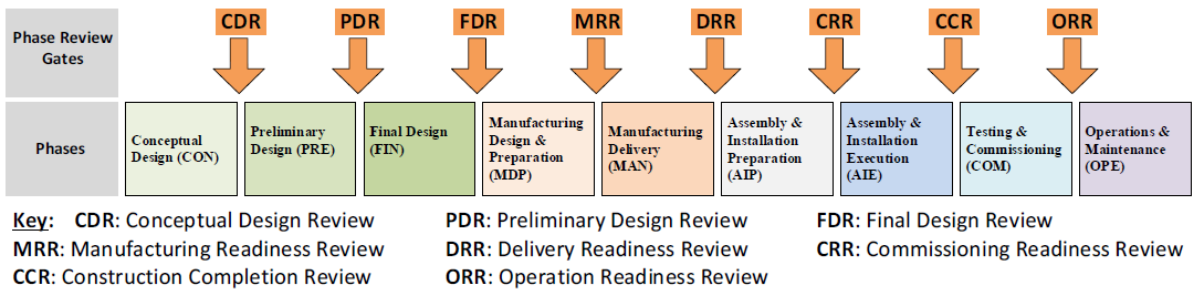 Phase Review
Gates
CDR
PDR
FDR
MRR
DRR
CRR
CCR
ORR
Phases
Conceptual
Design (CON)
Preliminary
Design (PRE)
Final Design
(FIN)
Manufacturing
Design &
Preparation
(MDP)
Manufacturing
Delivery
(MAN)
Assembly &
Installation
Preparation
(AIP)
Assembly &
Installation
Execution
(AIE)
Testing &
Commissioning
(COM)
Operations &
Maintenance
(OPE)
Key: CDR: Conceptual Design Review PDR: Preliminary Design Review FDR: Final Design Review
MRR: Manufacturing Readiness Review DRR: Delivery Readiness Review CRR: Commissioning Readiness Review
CCR: Construction Completion Review ORR: Operation Readiness Review